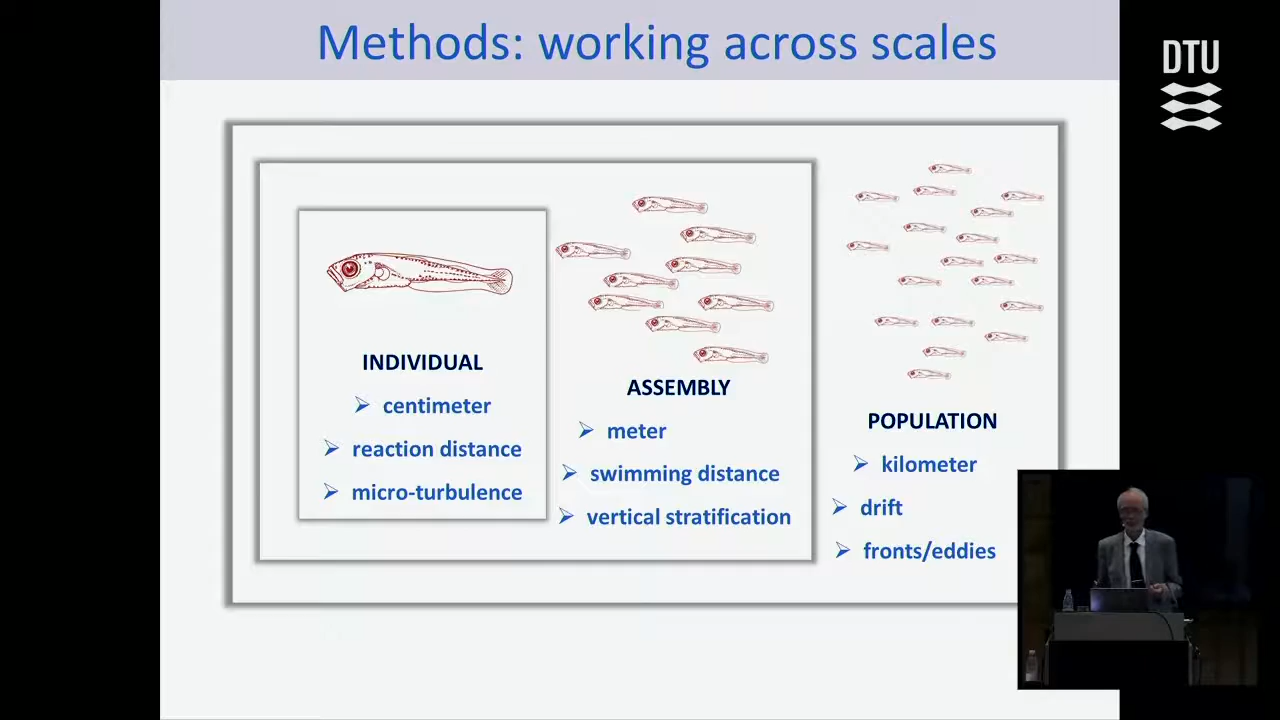 Methods: working across scales
DTU
INDIVIDUAL
centimeter
reaction distance
micro-turbulence
ASSEMBLY
meter
swimming distance
vertical stratification
POPULATION
kilometer
drift
fronts/eddies